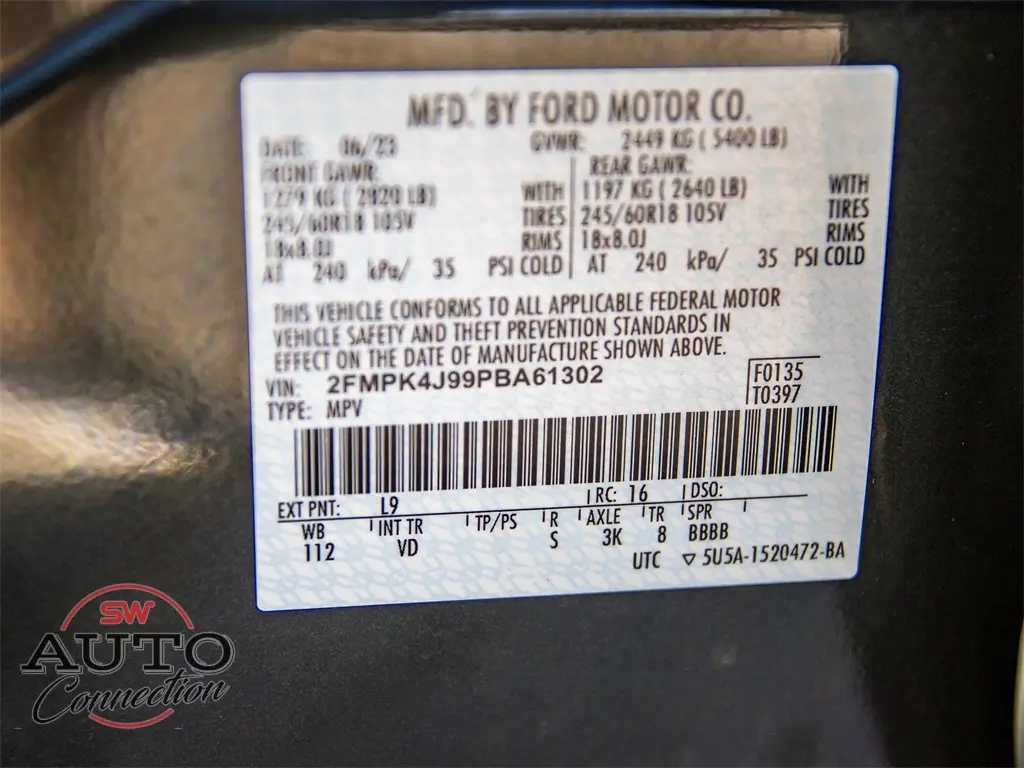 MFD. BY FORD MOTOR CO.
DATE: 06/23 GVWR: 2449 KG ( 5400 LB)
FRONT GAWR: REAR GAWR:
1279 KG ( 2820 LB) WITH 1197 KG ( 2640 LB) WITH
245/60R18 105V TIRES 245/60R18 105V TIRES
18x8.0J RIMS 18x8.0J RIMS
AT 240 kPa/ 35 PSI COLD AT 240 kPa/ 35 PSI COLD
THIS VEHICLE CONFORMS TO ALL APPLICABLE FEDERAL MOTOR
VEHICLE SAFETY AND THEFT PREVENTION STANDARDS IN
EFFECT ON THE DATE OF MANUFACTURE SHOWN ABOVE.
VIN: 2FMPK4J99PBA61302 F0135
TYPE: MPV T0397
EXT PNT: L9 RC: 16 DSO:
WB INT TR TP/PS R AXLE TR SPR
112 VD S 3K 8 BBBB
UTC ▽ 5U5A-1520472-BA
SW
AUTO
Connection